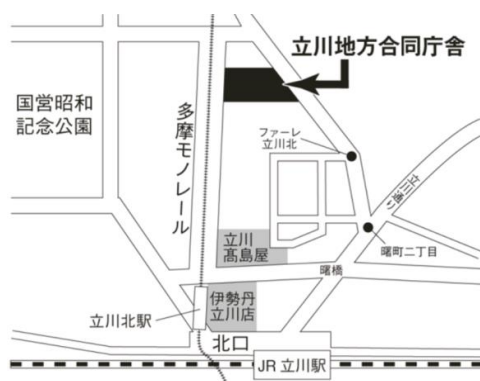 立川地方合同庁舎
国営昭和
記念公園
多摩モノレール
ファーレ
立川北
立川通り
立川
髙島屋
曙町二丁目
曙橋
伊勢丹
立川店
立川北駅
北口
JR 立川駅